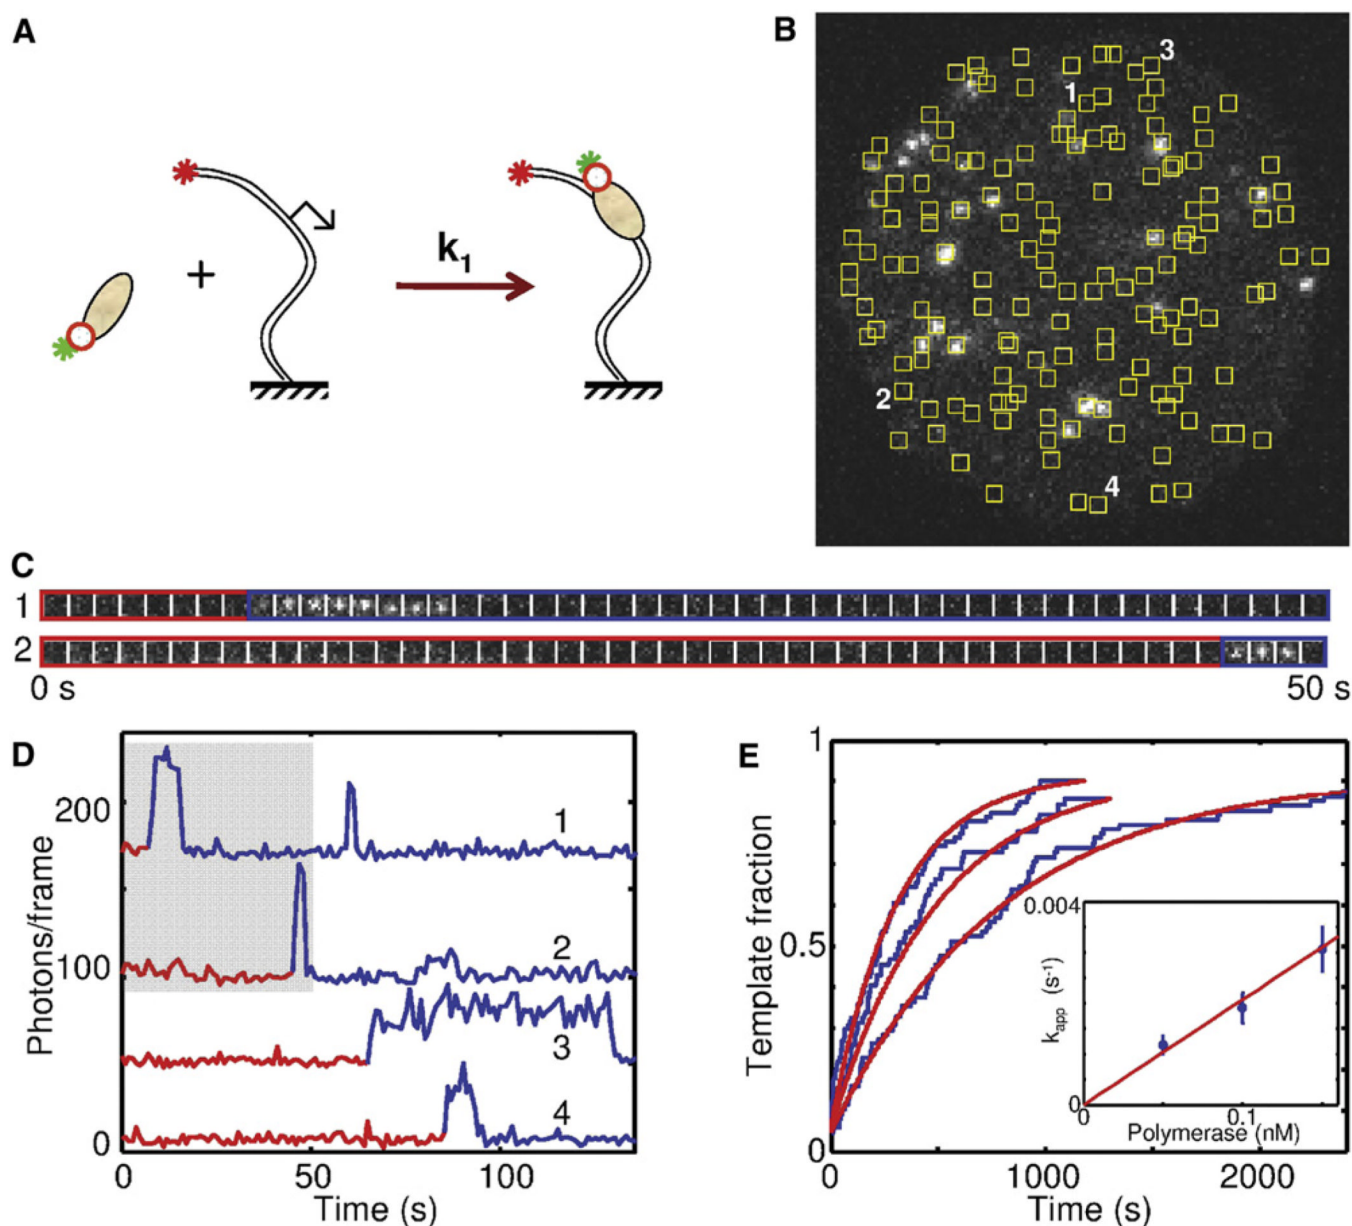 A
+
k₁
B
3
1
2
4
C
1
2
0 s
50 s
D
Photons/frame
200
100
0
1
2
3
4
0
50
100
Time (s)
E
Template fraction
1
0.5
0
0
1000
2000
Time (s)
0.004
kapp (s⁻¹)
0
0
0.1
Polymerase (nM)